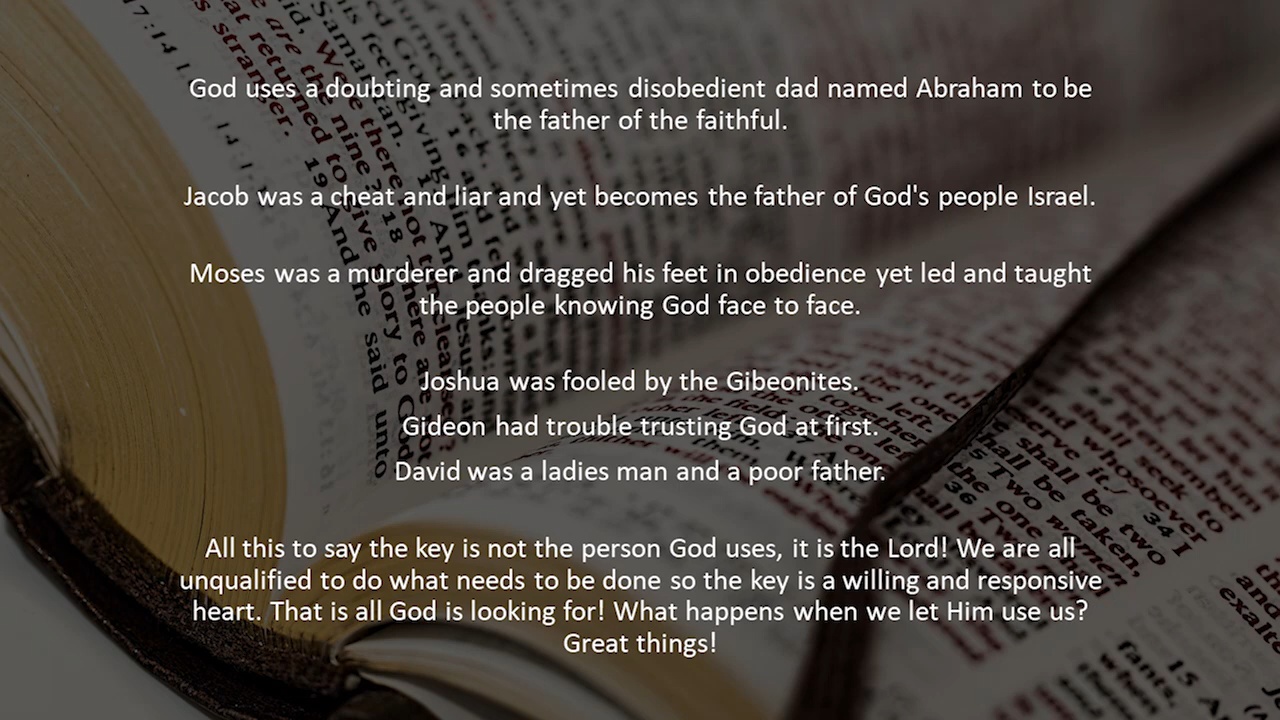 God uses a doubting and sometimes disobedient dad named Abraham to be
the father of the faithful.
Jacob was a cheat and liar and yet becomes the father of God's people Israel.
Moses was a murderer and dragged his feet in obedience yet led and taught
the people knowing God face to face.
Joshua was fooled by the Gibeonites.
Gideon had trouble trusting God at first.
David was a ladies man and a poor father.
All this to say the key is not the person God uses, it is the Lord! We are all
unqualified to do what needs to be done so the key is a willing and responsive
heart. That is all God is looking for! What happens when we let Him use us?
Great things!